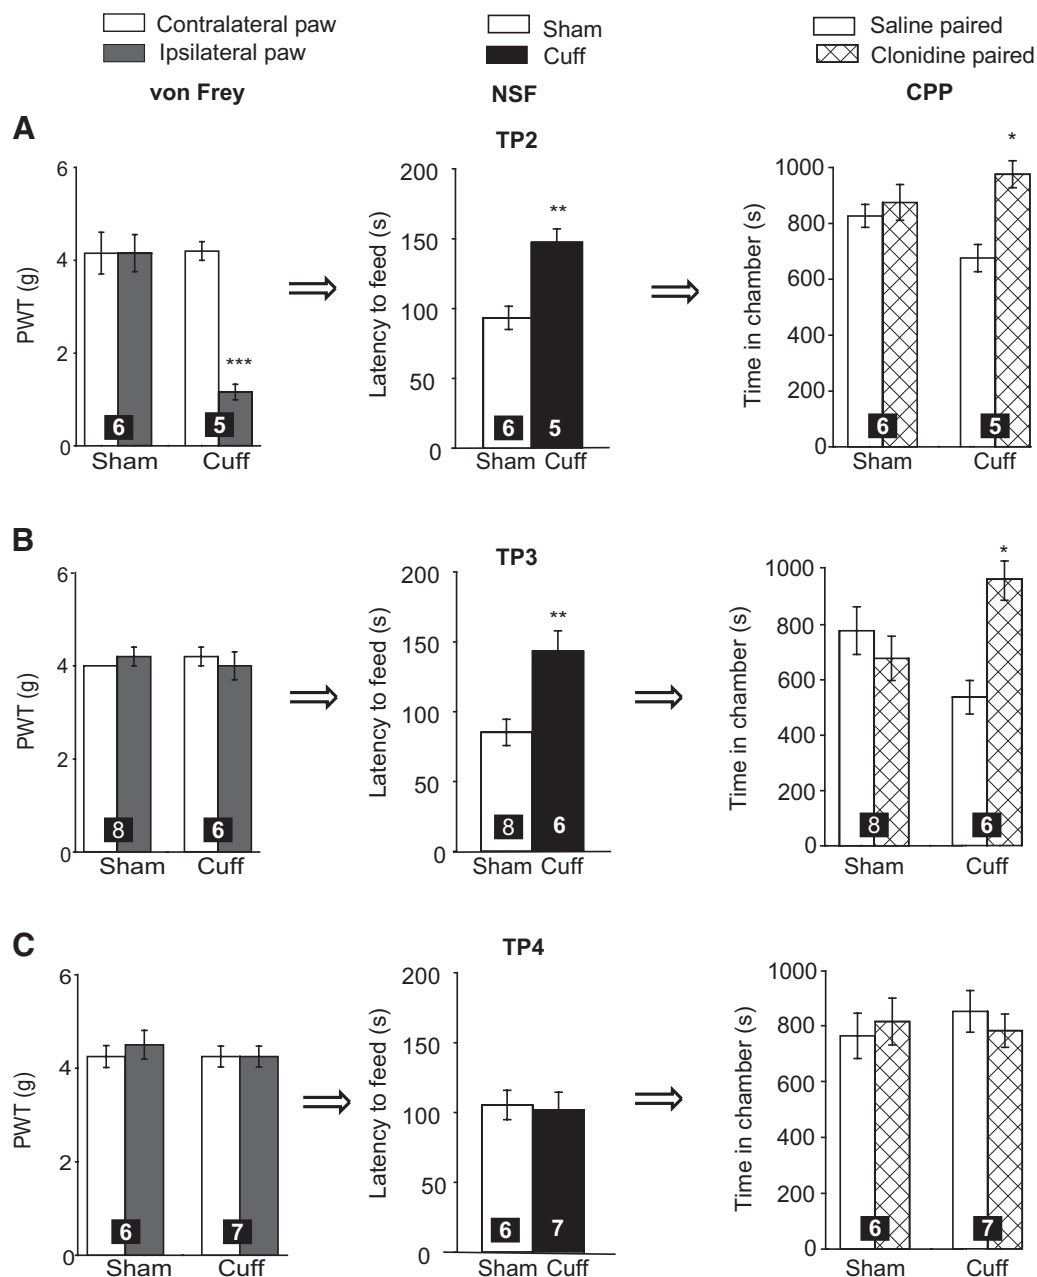 Contralateral paw
Ipsilateral paw
Sham
Cuff
Saline paired
Clonidine paired
von Frey
NSF
CPP
A
TP2
PWT (g)
6
4
2
0
***
6
5
Sham
Cuff
Latency to feed (s)
200
150
100
50
0
**
6
5
Sham Cuff
Time in chamber (s)
1000
800
600
400
200
0
*
6
5
Sham
Cuff
B
TP3
PWT (g)
6
4
2
0
8
6
Sham
Cuff
Latency to feed (s)
200
150
100
50
0
**
8
6
Sham Cuff
Time in chamber (s)
1000
800
600
400
200
0
*
8
6
Sham
Cuff
C
TP4
PWT (g)
6
4
2
0
6
7
Sham
Cuff
Latency to feed (s)
200
150
100
50
0
6
7
Sham Cuff
Time in chamber (s)
1000
800
600
400
200
0
6
7
Sham
Cuff